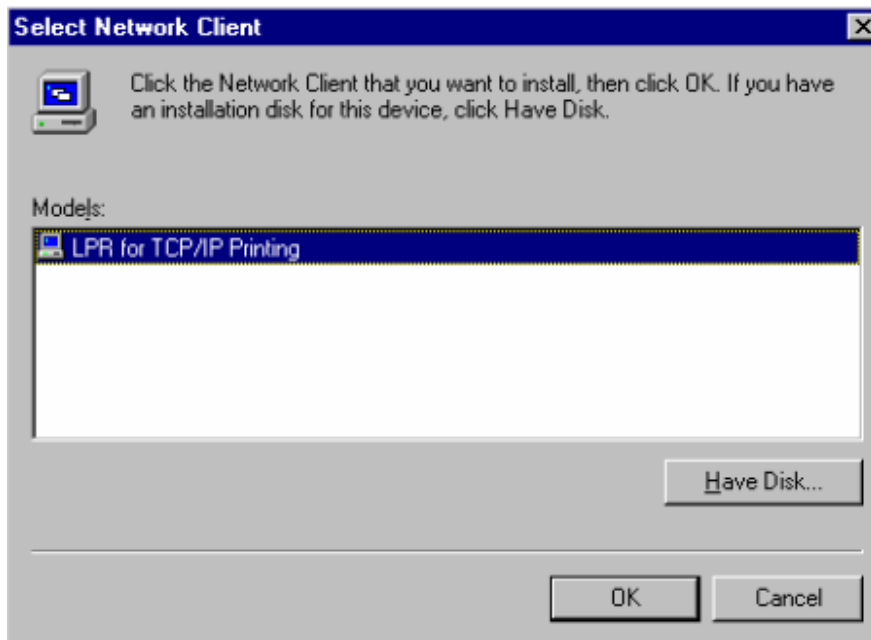 Select Network Client
Click the Network Client that you want to install, then click OK. If you have
an installation disk for this device, click Have Disk.
Models:
LPR for TCP/IP Printing
Have Disk...
OK
Cancel